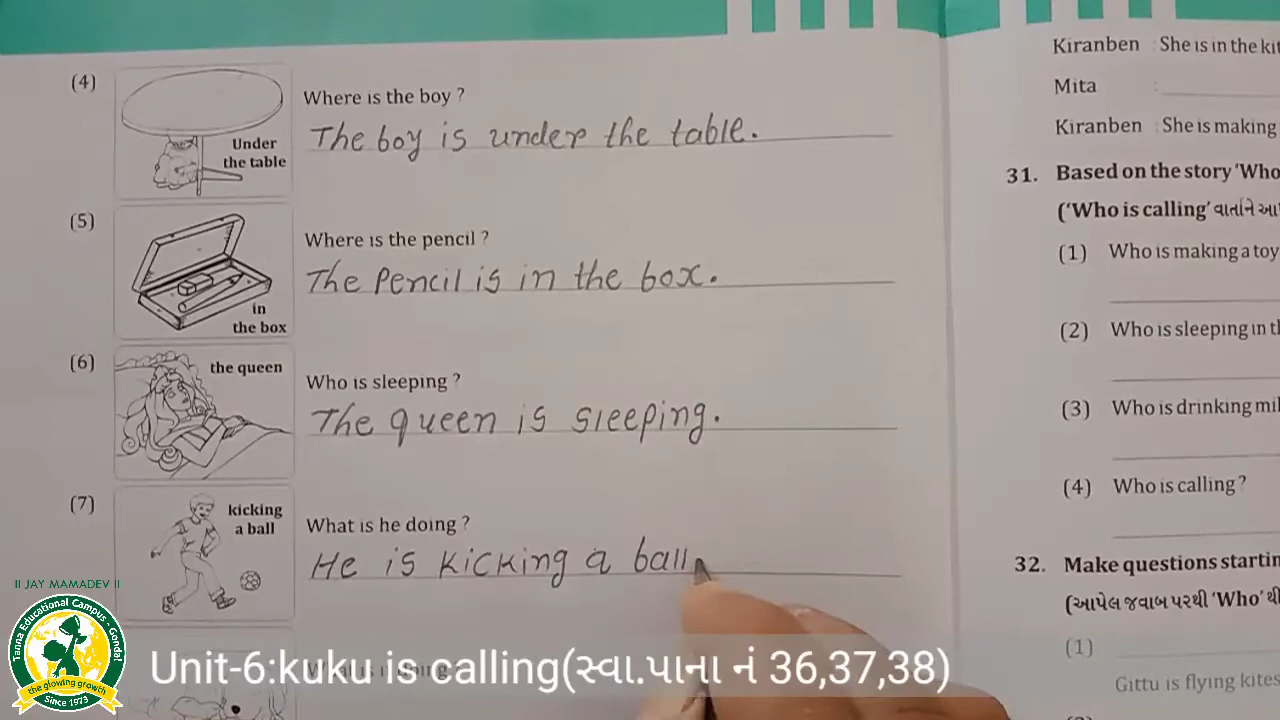 (4)
Under
the table
Where is the boy ?
The boy is under the table.
(5)
in
the box
Where is the pencil ?
The pencil is in the box.
(6)
the queen
Who is sleeping ?
The queen is sleeping.
(7)
kicking
a ball
What is he doing ?
He is kicking a ball
Kiranben : She is in the kit
Mita :
Kiranben : She is making
31. Based on the story 'Who
('Who is calling' વાર્તાને આ
(1) Who is making a toy
(2) Who is sleeping in th
(3) Who is drinking mil
(4) Who is calling ?
32. Make questions startin
(આપેલ જવાબ પરથી 'Who' થી
(1)
Gittu is flying kites
II JAY MAMADEV II
Tanna Educational Campus - Gondal
the glowing growth
Since 1973
Unit-6:kuku is calling(સ્વા.પાના નં 36,37,38)